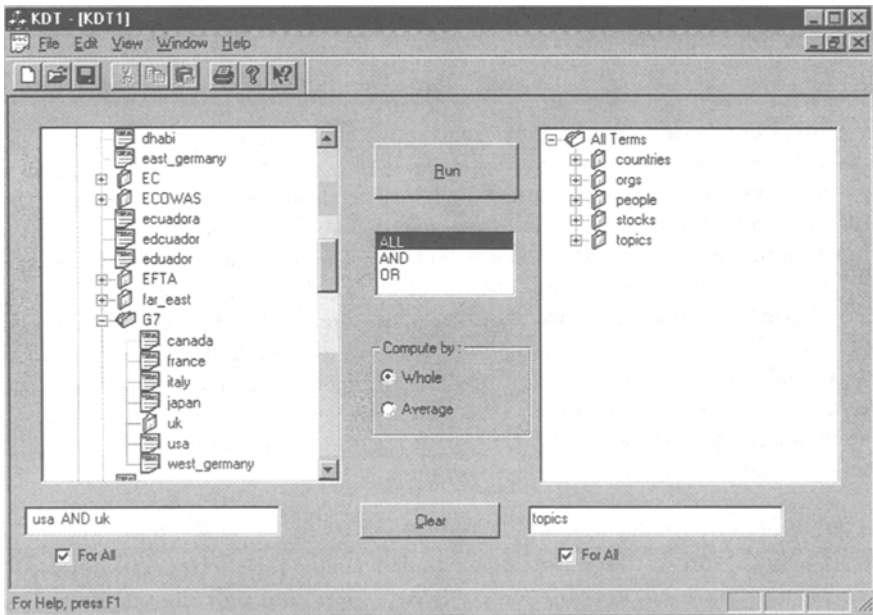 KDT - [KDT1]
File Edit View Window Help
dhabi
east_germany
EC
ECOWAS
ecuadora
edcuador
eduador
EFTA
far_east
G7
canada
france
italy
japan
uk
usa
west_germany
usa AND uk
For All
Run
ALL
AND
OR
Compute by :
Whole
Average
Clear
All Terms
countries
orgs
people
stocks
topics
topics
For All
For Help, press F1